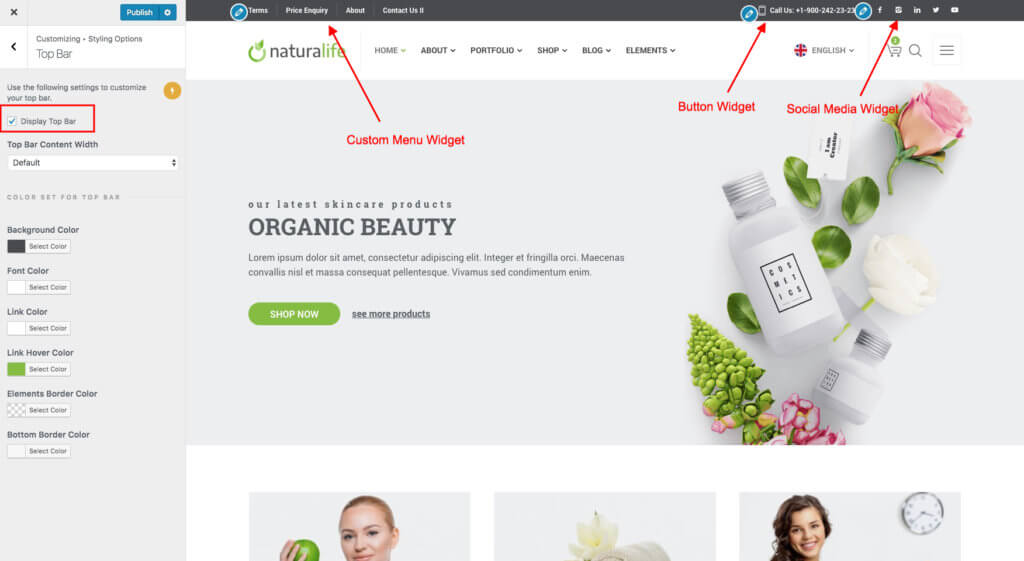 Publish
Customizing ▸ Styling Options
Top Bar
Use the following settings to customize
your top bar.
Display Top Bar
Top Bar Content Width
Default
COLOR SET FOR TOP BAR
Background Color
Select Color
Font Color
Select Color
Link Color
Select Color
Link Hover Color
Select Color
Elements Border Color
Select Color
Bottom Border Color
Select Color
Terms Price Enquiry About Contact Us II Call Us: +1-900-242-23-23
naturalife HOME ABOUT PORTFOLIO SHOP BLOG ELEMENTS ENGLISH 2
Custom Menu Widget
Button Widget
Social Media Widget
I am
Creator
our latest skincare products
ORGANIC BEAUTY
Lorem ipsum dolor sit amet, consectetur adipiscing elit. Integer et fringilla orci. Maecenas
convallis nisl et massa consequat pellentesque. Vivamus sed condimentum enim.
SHOP NOW see more products
COS
MET
ICS